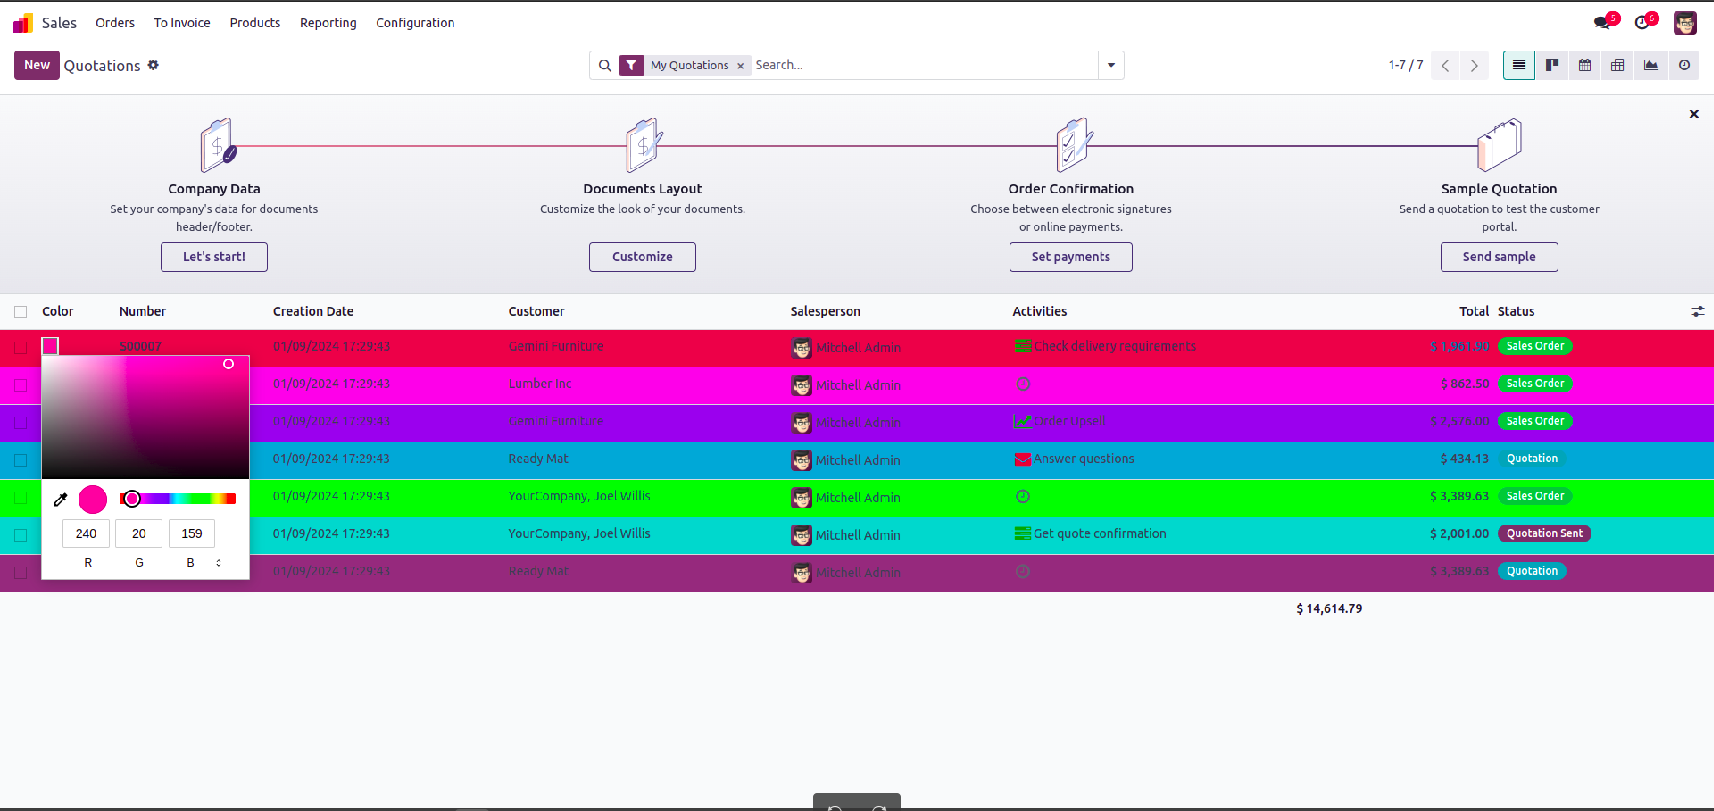 Sales Orders To Invoice Products Reporting Configuration 5 6
New Quotations My Quotations × Search... 1-7 / 7
Company Data Documents Layout Order Confirmation Sample Quotation
Set your company's data for documents Customize the look of your documents. Choose between electronic signatures Send a quotation to test the customer
header/footer. or online payments. portal.
Let's start! Customize Set payments Send sample
Color Number Creation Date Customer Salesperson Activities Total Status
S00007 01/09/2024 17:29:43 Gemini Furniture Mitchell Admin Check delivery requirements $ 1,961.50 Sales Order
01/09/2024 17:29:43 Lumber Inc Mitchell Admin $ 862.50 Sales Order
01/09/2024 17:29:43 Gemini Furniture Mitchell Admin Order upsell $ 2,576.00 Sales Order
01/09/2024 17:29:43 Ready Mat Mitchell Admin Answer questions $ 434.13 Quotation
01/09/2024 17:29:43 YourCompany, Joel Willis Mitchell Admin $ 3,389.63 Sales Order
01/09/2024 17:29:43 YourCompany, Joel Willis Mitchell Admin Get quote confirmation $ 2,001.00 Quotation Sent
01/09/2024 17:29:43 Ready Mat Mitchell Admin $ 3,389.63 Quotation
240 20 159
R G B
$ 14,614.79